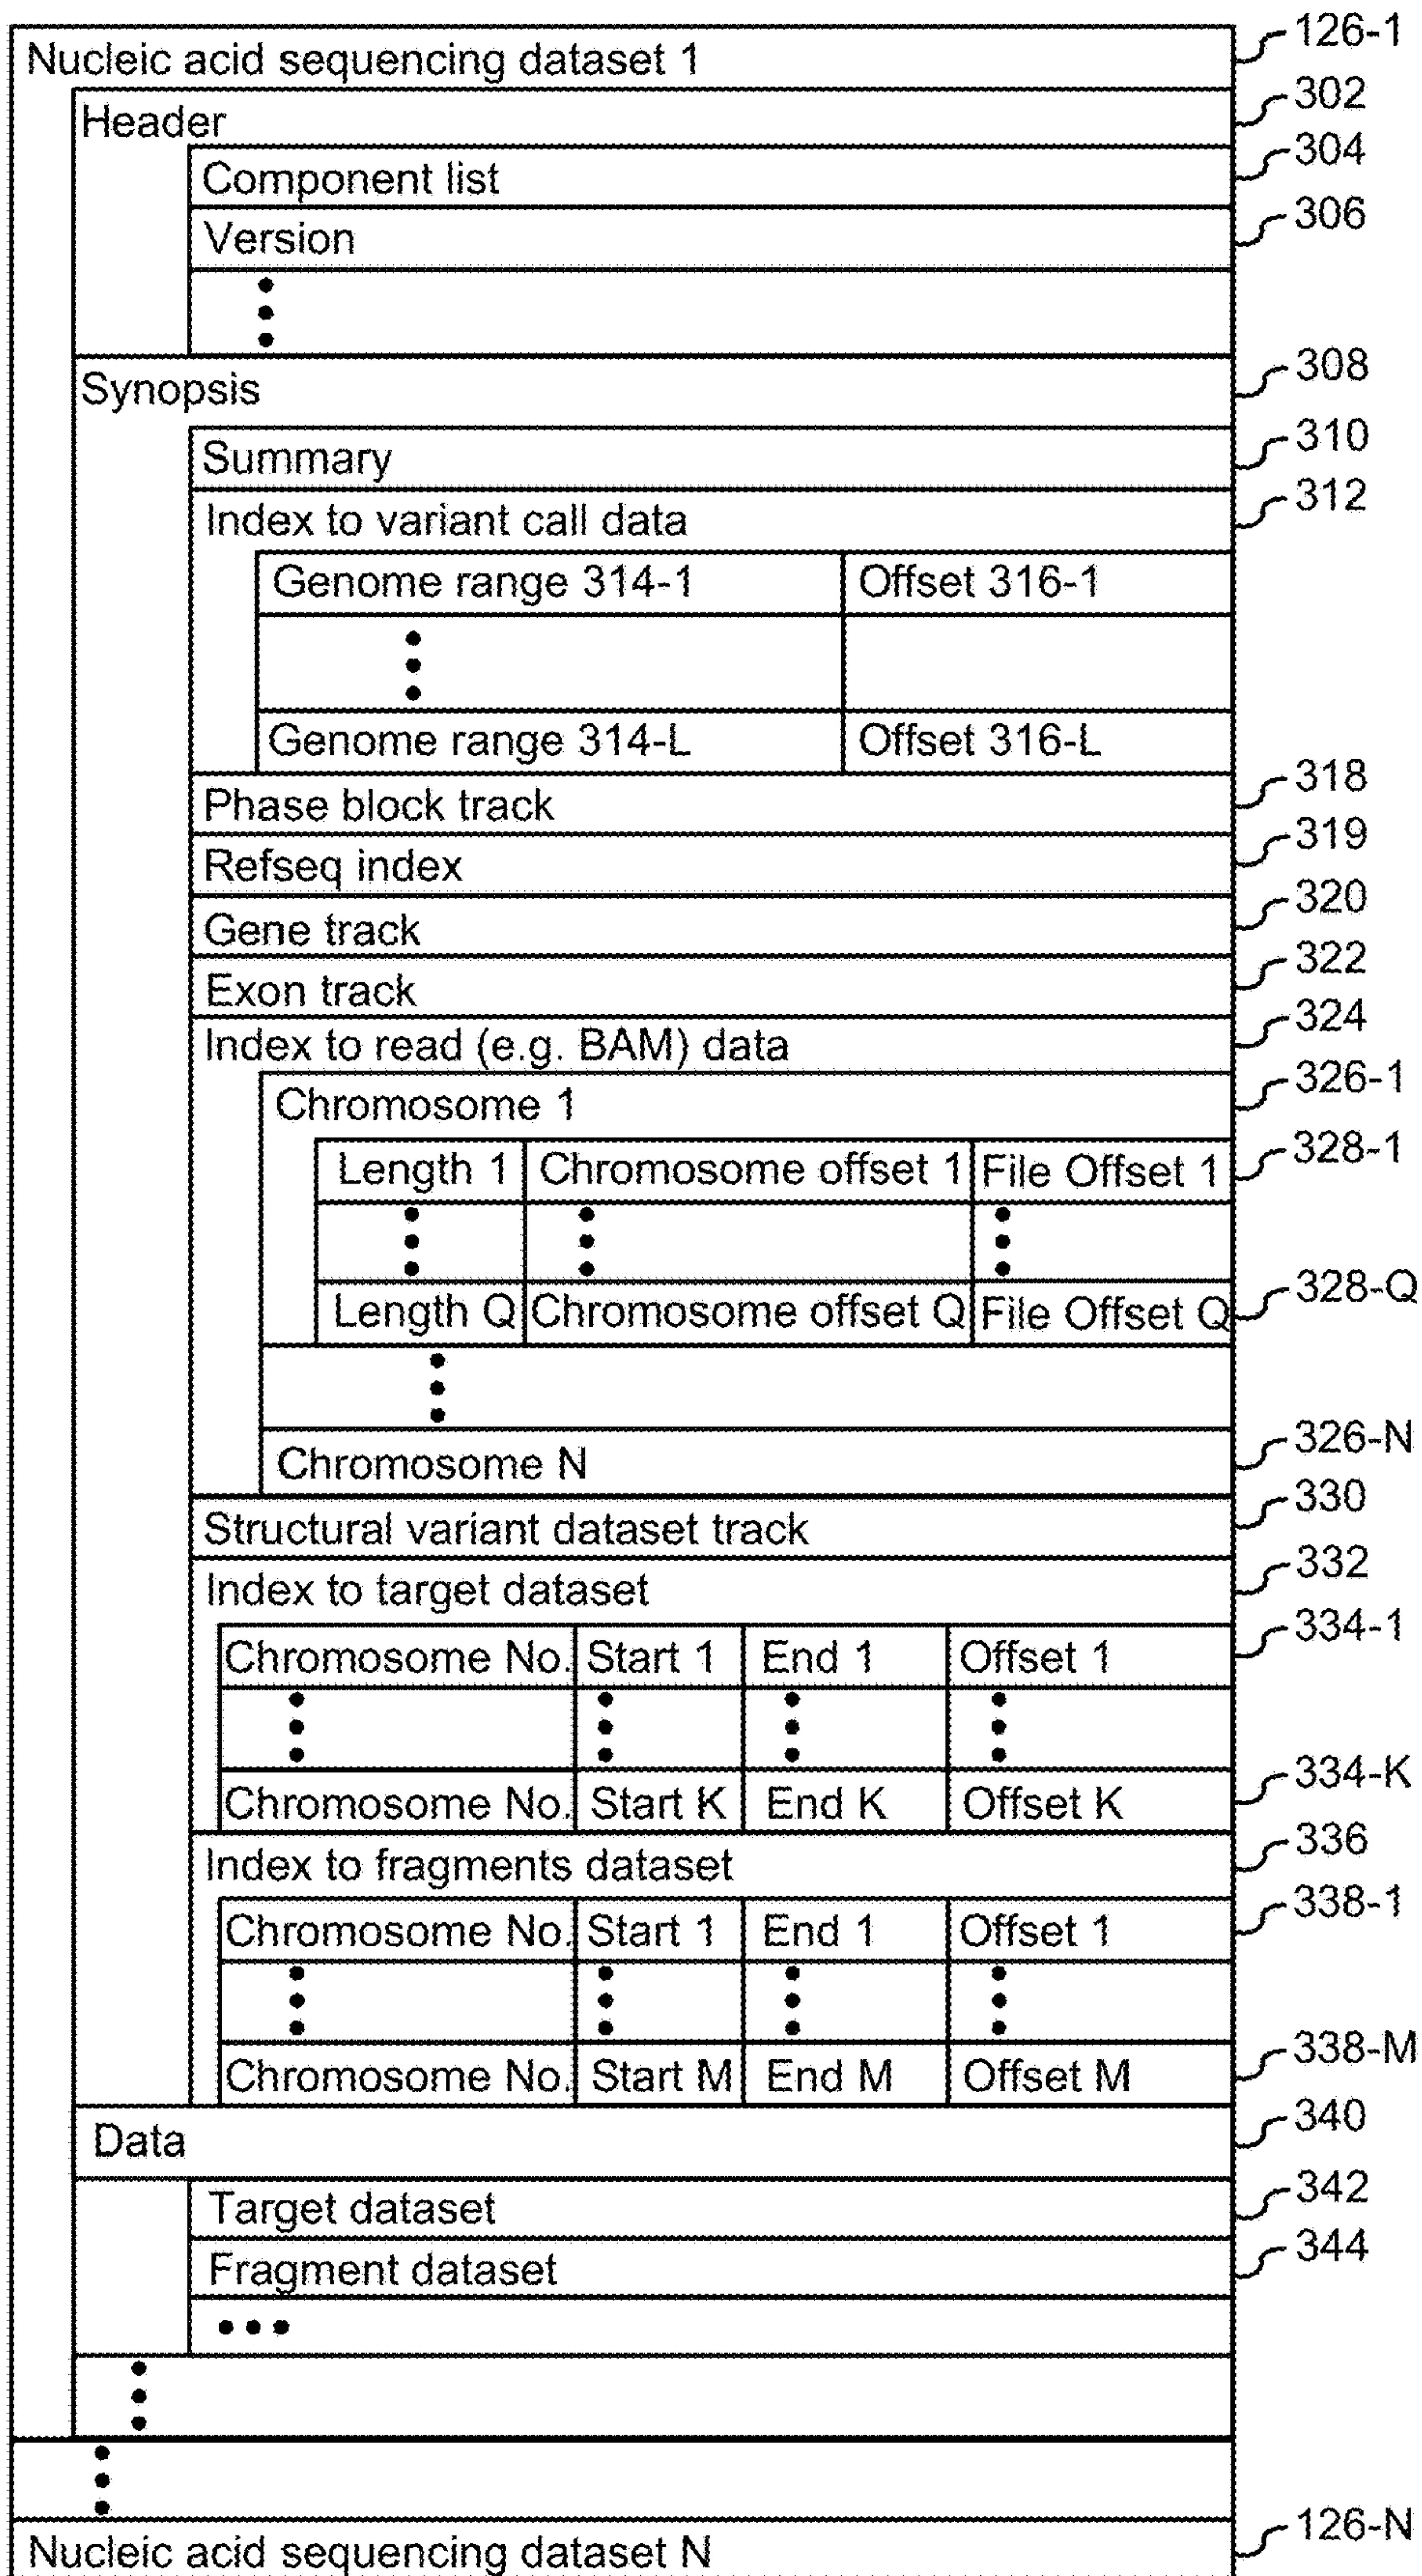 Nucleic acid sequencing dataset 1 126-1
Header 302
Component list 304
Version 306
Synopsis 308
Summary 310
Index to variant call data 312
Genome range 314-1 Offset 316-1
Genome range 314-L Offset 316-L
Phase block track 318
Refseq index 319
Gene track 320
Exon track 322
Index to read (e.g. BAM) data 324
Chromosome 1 326-1
Length 1 Chromosome offset 1 File Offset 1 328-1
Length Q Chromosome offset Q File Offset Q 328-Q
Chromosome N 326-N
Structural variant dataset track 330
Index to target dataset 332
Chromosome No. Start 1 End 1 Offset 1 334-1
Chromosome No. Start K End K Offset K 334-K
Index to fragments dataset 336
Chromosome No. Start 1 End 1 Offset 1 338-1
Chromosome No. Start M End M Offset M 338-M
Data 340
Target dataset 342
Fragment dataset 344
Nucleic acid sequencing dataset N 126-N